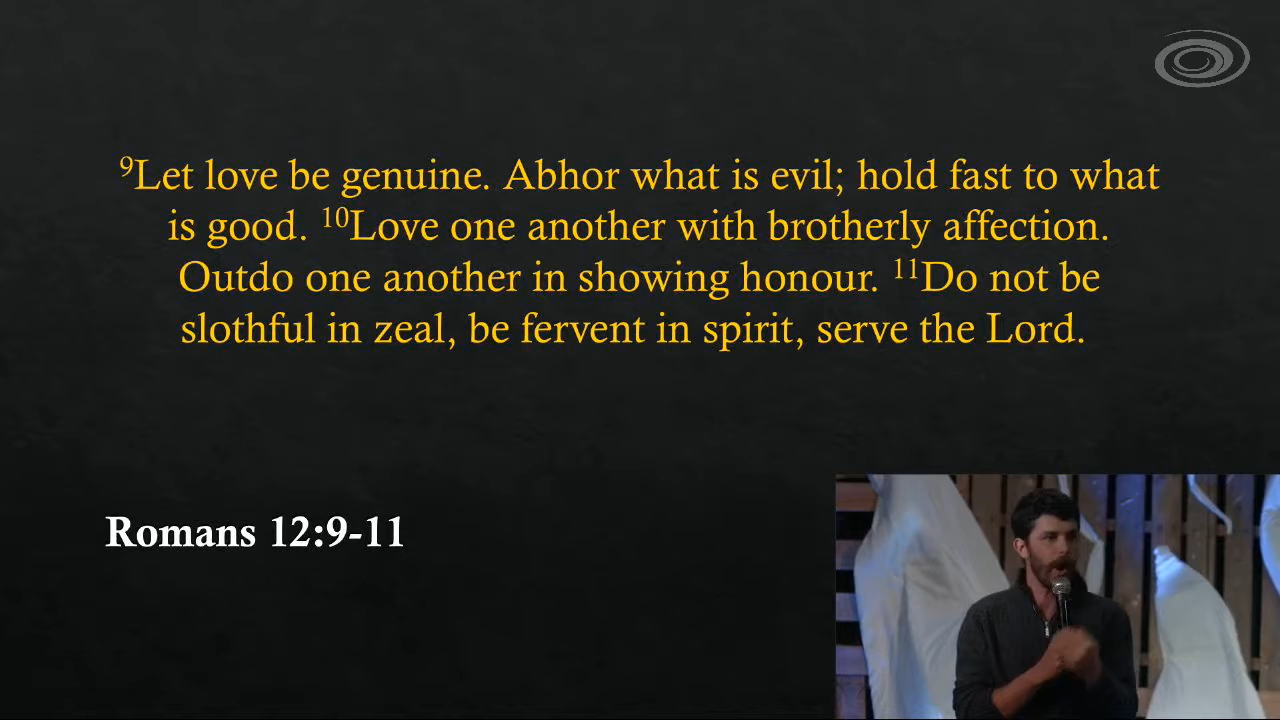 ⁹Let love be genuine. Abhor what is evil; hold fast to what
is good. ¹⁰Love one another with brotherly affection.
Outdo one another in showing honour. ¹¹Do not be
slothful in zeal, be fervent in spirit, serve the Lord.
Romans 12:9-11